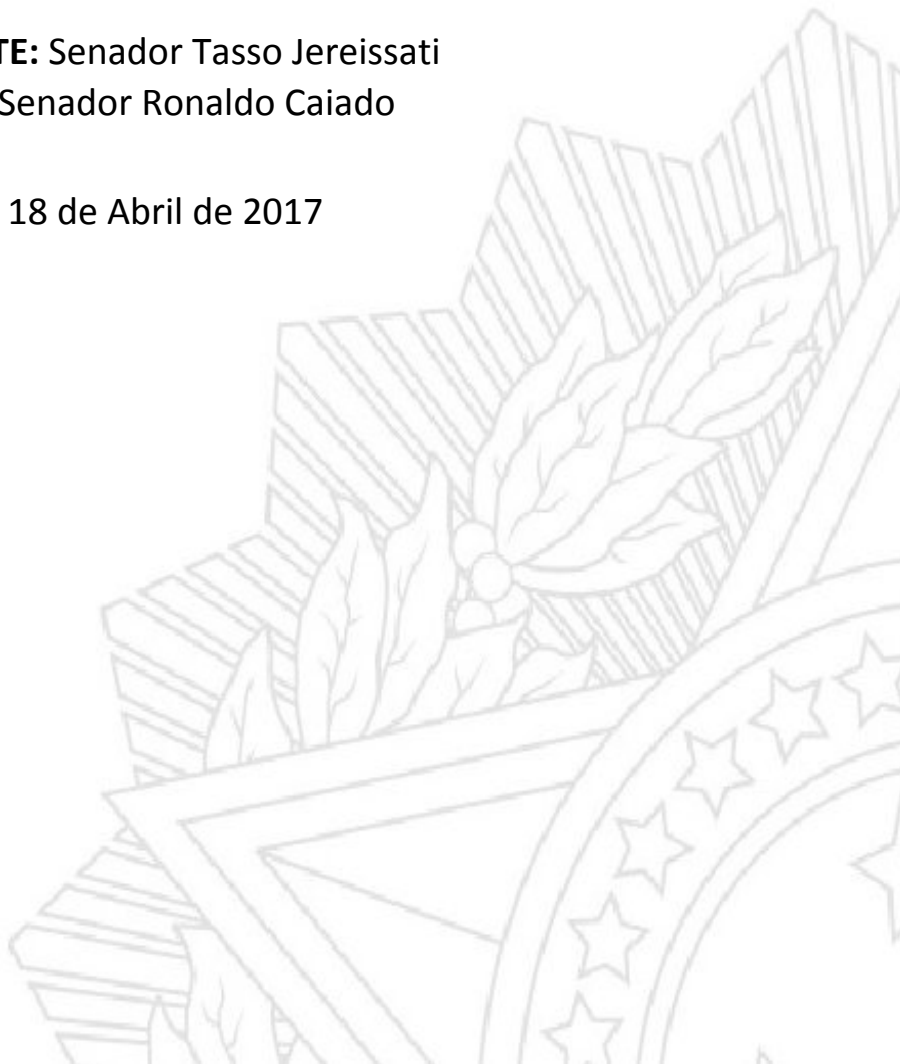 TE: Senador Tasso Jereissati
Senador Ronaldo Caiado
18 de Abril de 2017